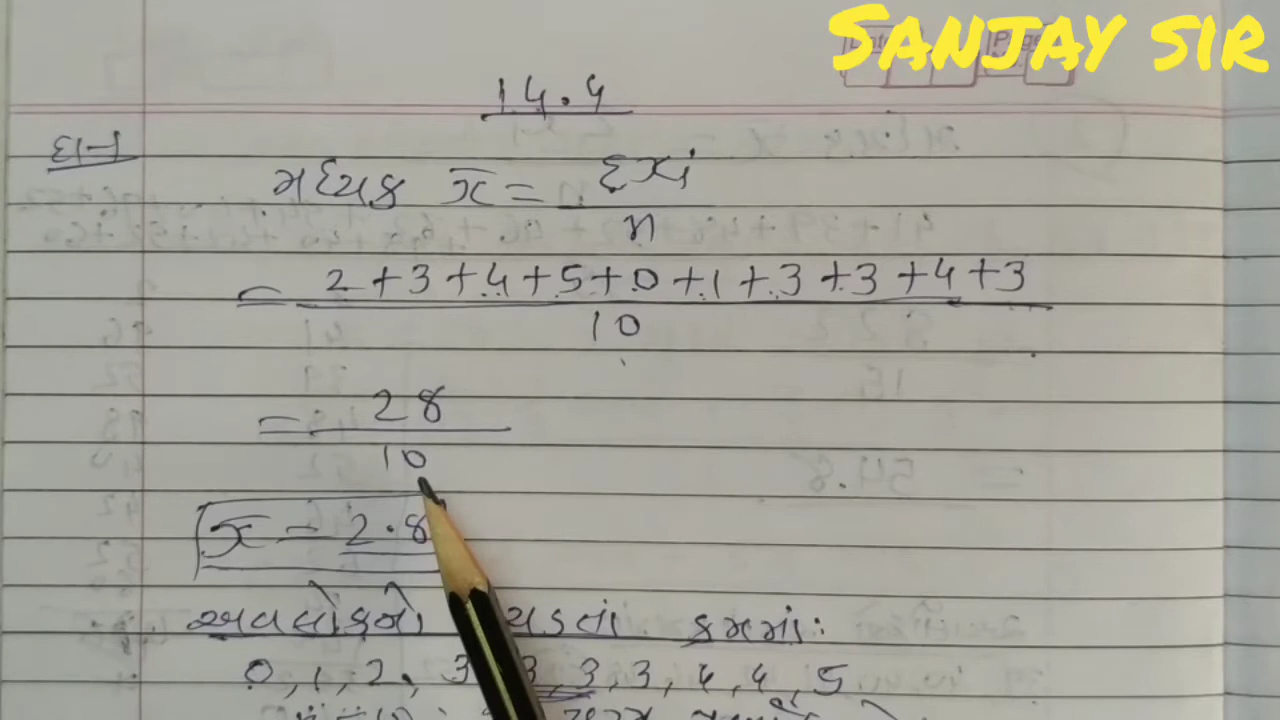 SANJAY SIR
14.4
દા-1
મધ્યક x̄ = Σxi
n
= 2+3+4+5+0+1+3+3+4+3
10
= 28
10
x̄ = 2.8
અવલોકનો ચડતા ક્રમમાં:
0, 1, 2, 3, 3, 3, 3, 4, 4, 5